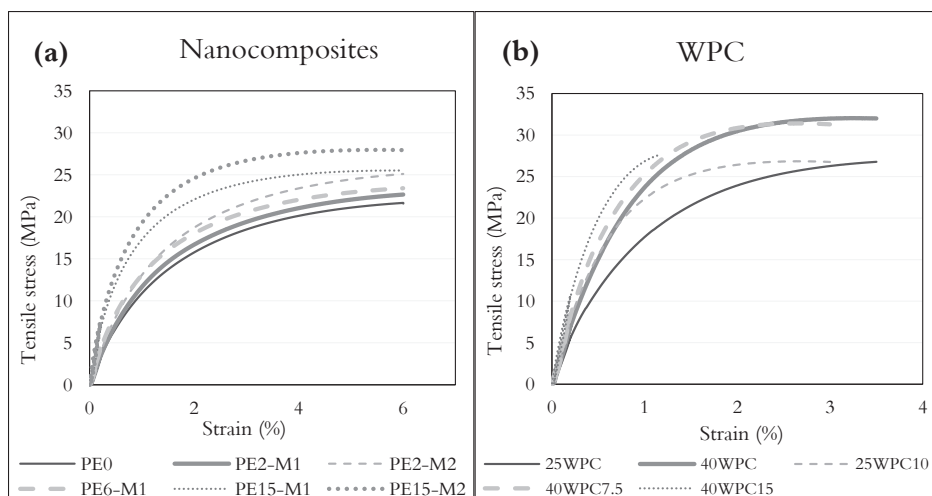 (a) Nanocomposites
35
30
25
20
15
10
5
0
0 2 4 6
Tensile stress (MPa)
Strain (%)
PE0 PE2-M1 PE2-M2
PE6-M1 PE15-M1 PE15-M2
(b) WPC
35
30
25
20
15
10
5
0
0 1 2 3 4
Tensile stress (MPa)
Strain (%)
25WPC 40WPC 25WPC10
40WPC7.5 40WPC15